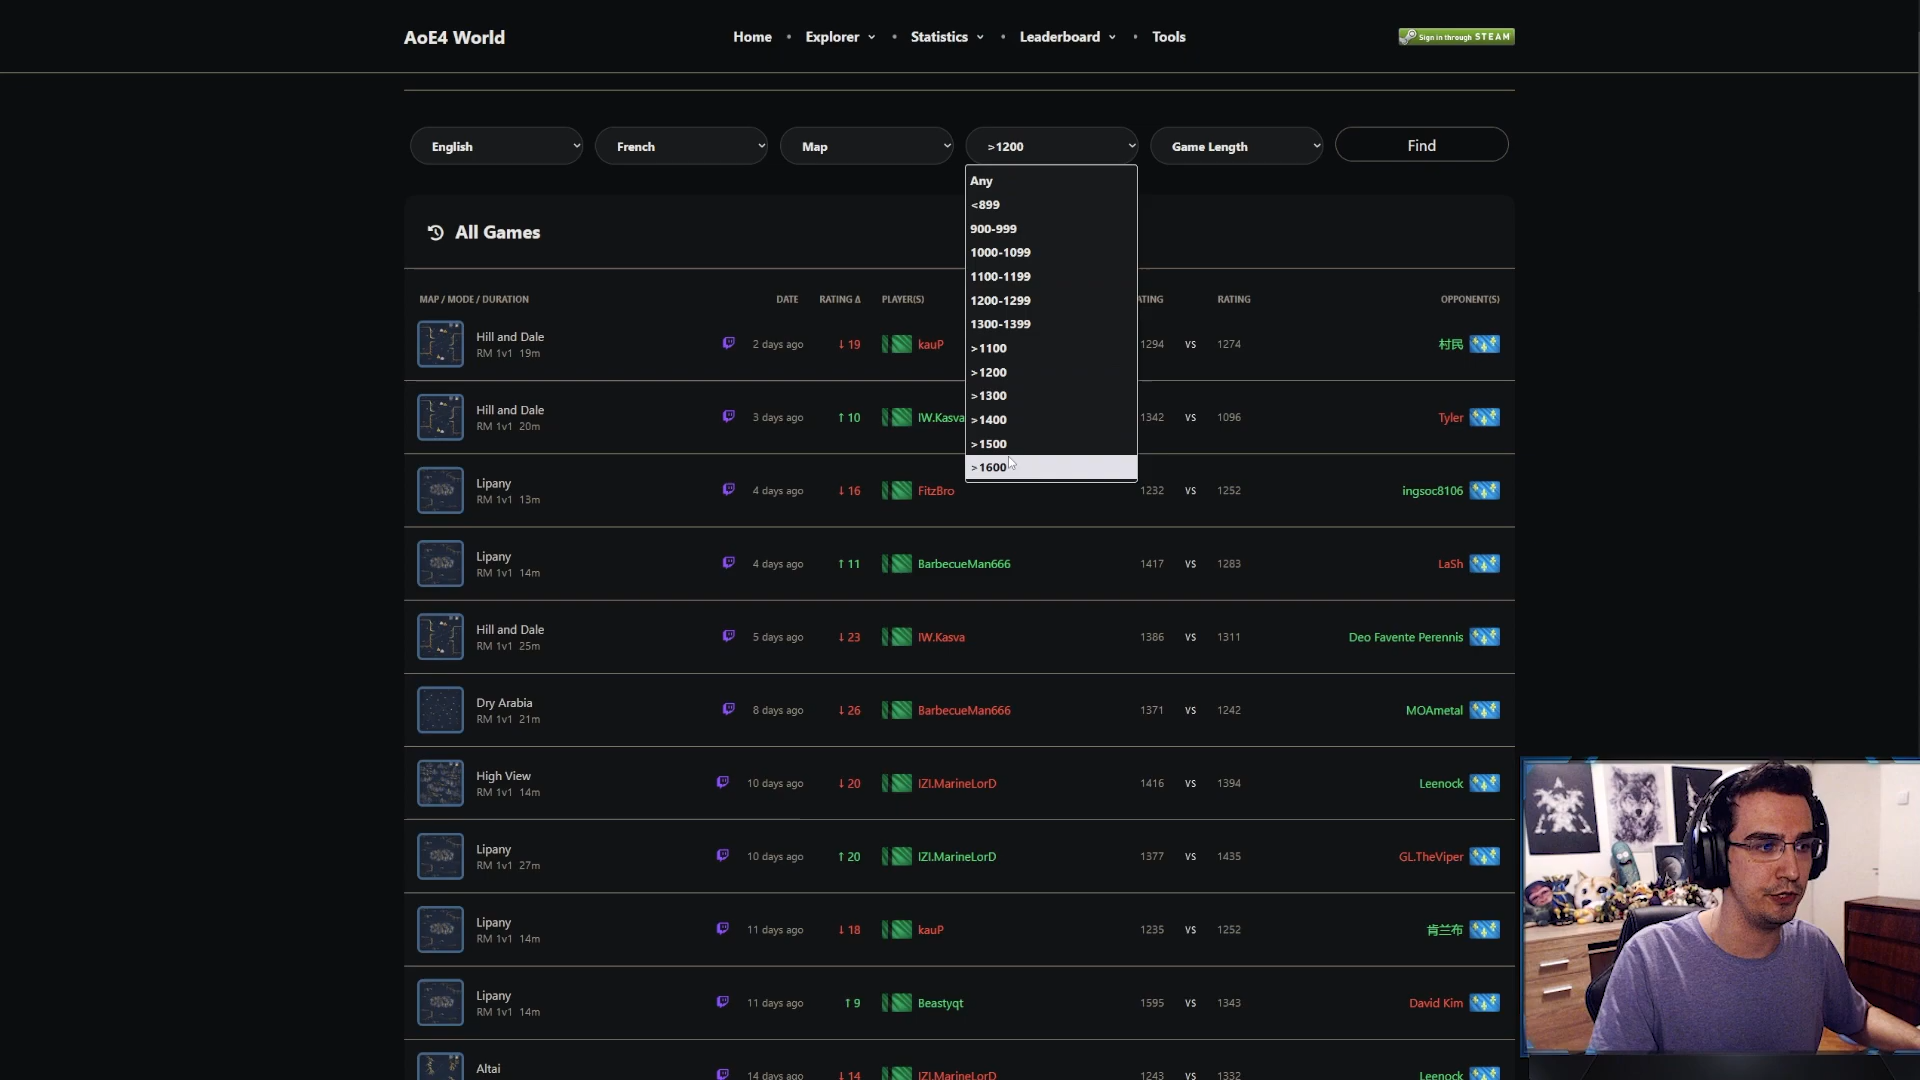 AoE4 World
Home • Explorer • Statistics • Leaderboard • Tools
Sign in through STEAM
English
French
Map
>1200
Game Length
Find
Any
<899
900-999
1000-1099
1100-1199
1200-1299
1300-1399
>1100
>1200
>1300
>1400
>1500
>1600
All Games
MAP / MODE / DURATION DATE RATING Δ PLAYER(S) ATING RATING OPPONENT(S)
Hill and Dale
RM 1v1 19m
2 days ago ↓19 kauP 1294 VS 1274 村民
Hill and Dale
RM 1v1 20m
3 days ago ↑10 IW.Kasva 1342 VS 1096 Tyler
Lipany
RM 1v1 13m
4 days ago ↓16 FitzBro 1232 VS 1252 ingsoc8106
Lipany
RM 1v1 14m
4 days ago ↑11 BarbecueMan666 1417 VS 1283 LaSh
Hill and Dale
RM 1v1 25m
5 days ago ↓23 IW.Kasva 1386 VS 1311 Deo Favente Perennis
Dry Arabia
RM 1v1 21m
8 days ago ↓26 BarbecueMan666 1371 VS 1242 MOAmetal
High View
RM 1v1 14m
10 days ago ↓20 IZI.MarineLorD 1416 VS 1394 Leenock
Lipany
RM 1v1 27m
10 days ago ↑20 IZI.MarineLorD 1377 VS 1435 GL.TheViper
Lipany
RM 1v1 14m
11 days ago ↓18 kauP 1235 VS 1252 肯兰布
Lipany
RM 1v1 14m
11 days ago ↑9 Beastyqt 1595 VS 1343 David Kim
Altai
14 days ago ↓14 IZI.MarineLorD 1243 VS 1332 Leenock